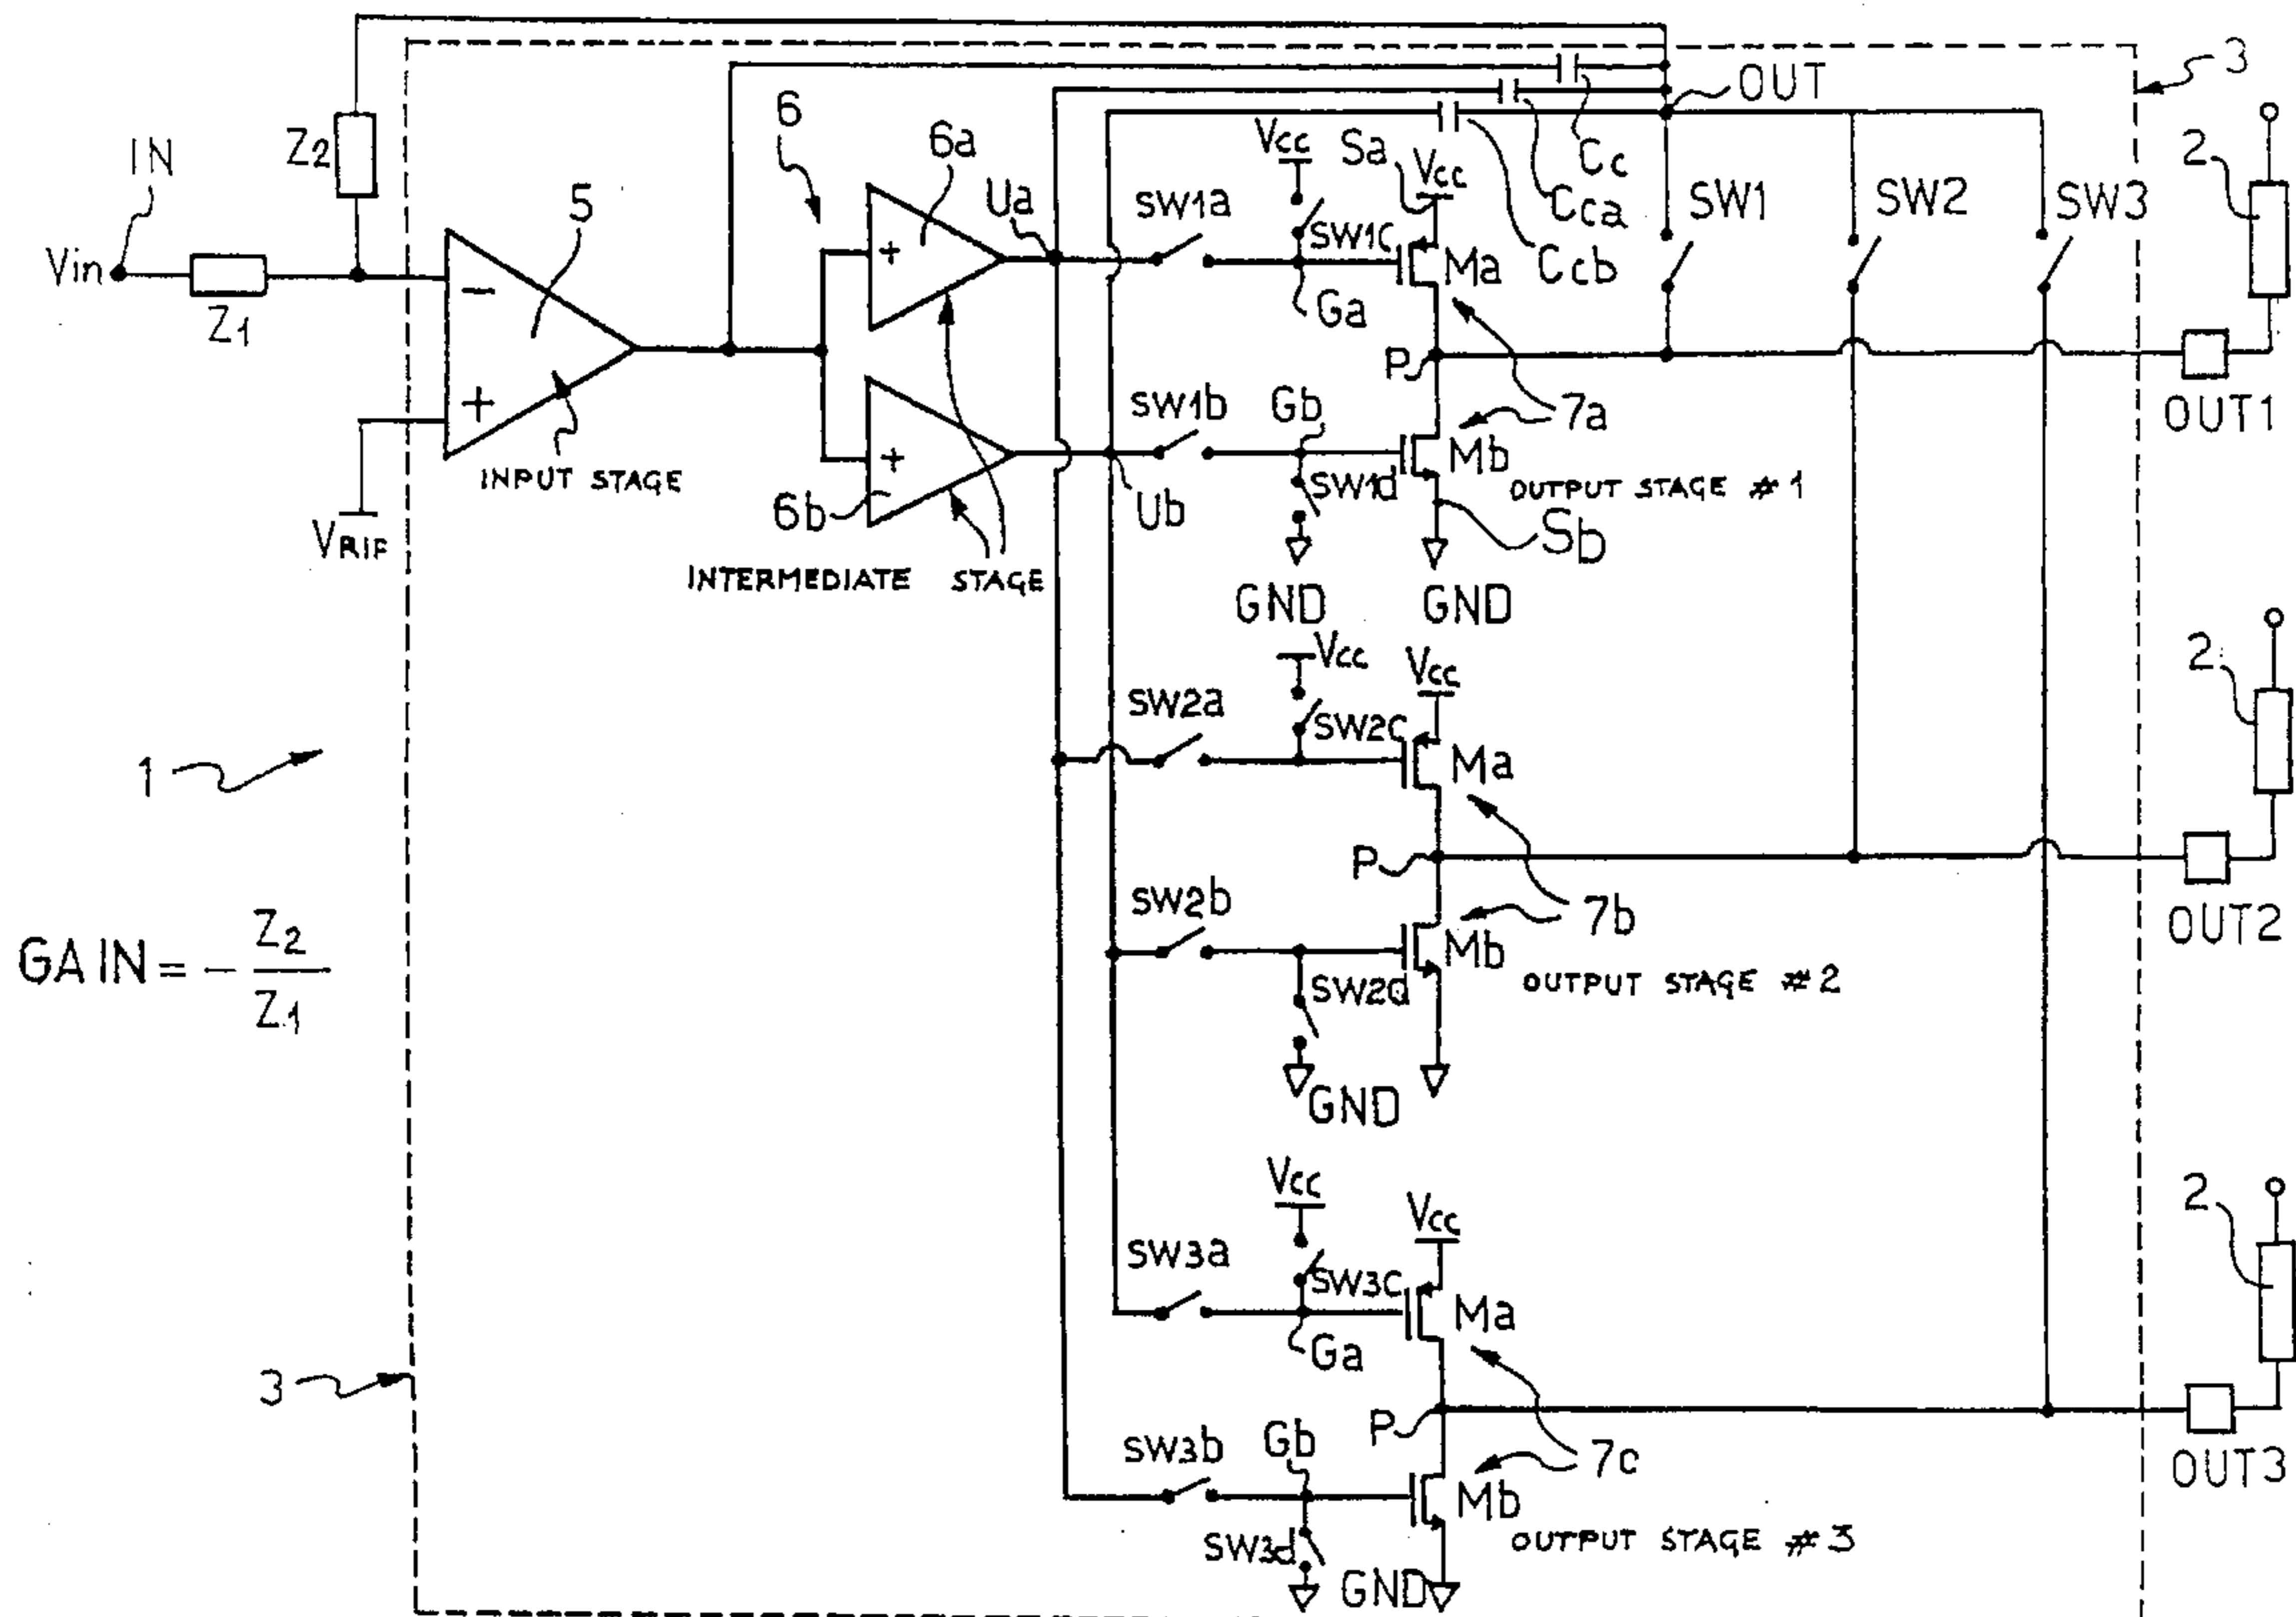 3
OUT
IN
Z2
6
6a
Vcc
Sa
Vcc
Cc
2
5
Ua
SW1a
SW1c
Cca
SW1
SW2
SW3
Vin
Z1
Ma
Ccb
Ga
P
7a
OUT1
SW1b
Gb
Mb
INPUT STAGE
SW1d
OUTPUT STAGE #1
6b
Ub
Sb
VRIF
INTERMEDIATE STAGE
GND
GND
Vcc
Vcc
2
SW2a
SW2c
Ma
1
P
7b
OUT2
SW2b
Mb
GAIN = - Z2
Z1
SW2d
OUTPUT STAGE #2
GND
Vcc
Vcc
2
SW3a
SW3c
Ma
Ga
3
P
7c
OUT3
SW3b
Gb
Mb
SW3d
OUTPUT STAGE #3
GND